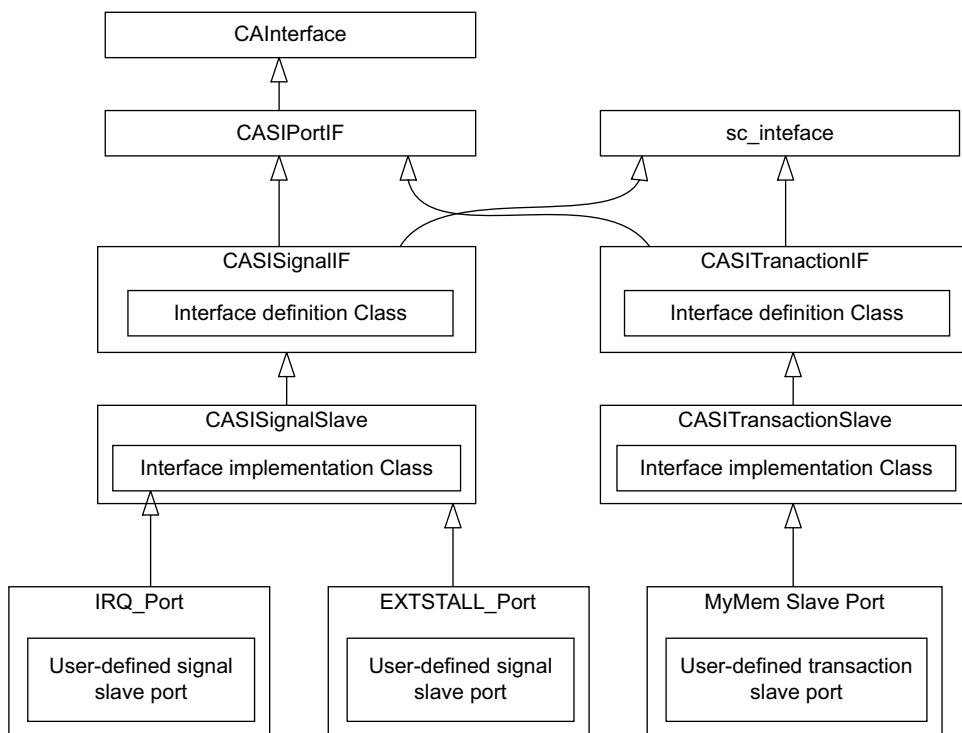 CAInterface
CASIPortIF
sc_inteface
CASISignalIF
Interface definition Class
CASITranactionIF
Interface definition Class
CASISignalSlave
Interface implementation Class
CASITransactionSlave
Interface implementation Class
IRQ_Port
User-defined signal
slave port
EXTSTALL_Port
User-defined signal
slave port
MyMem Slave Port
User-defined transaction
slave port